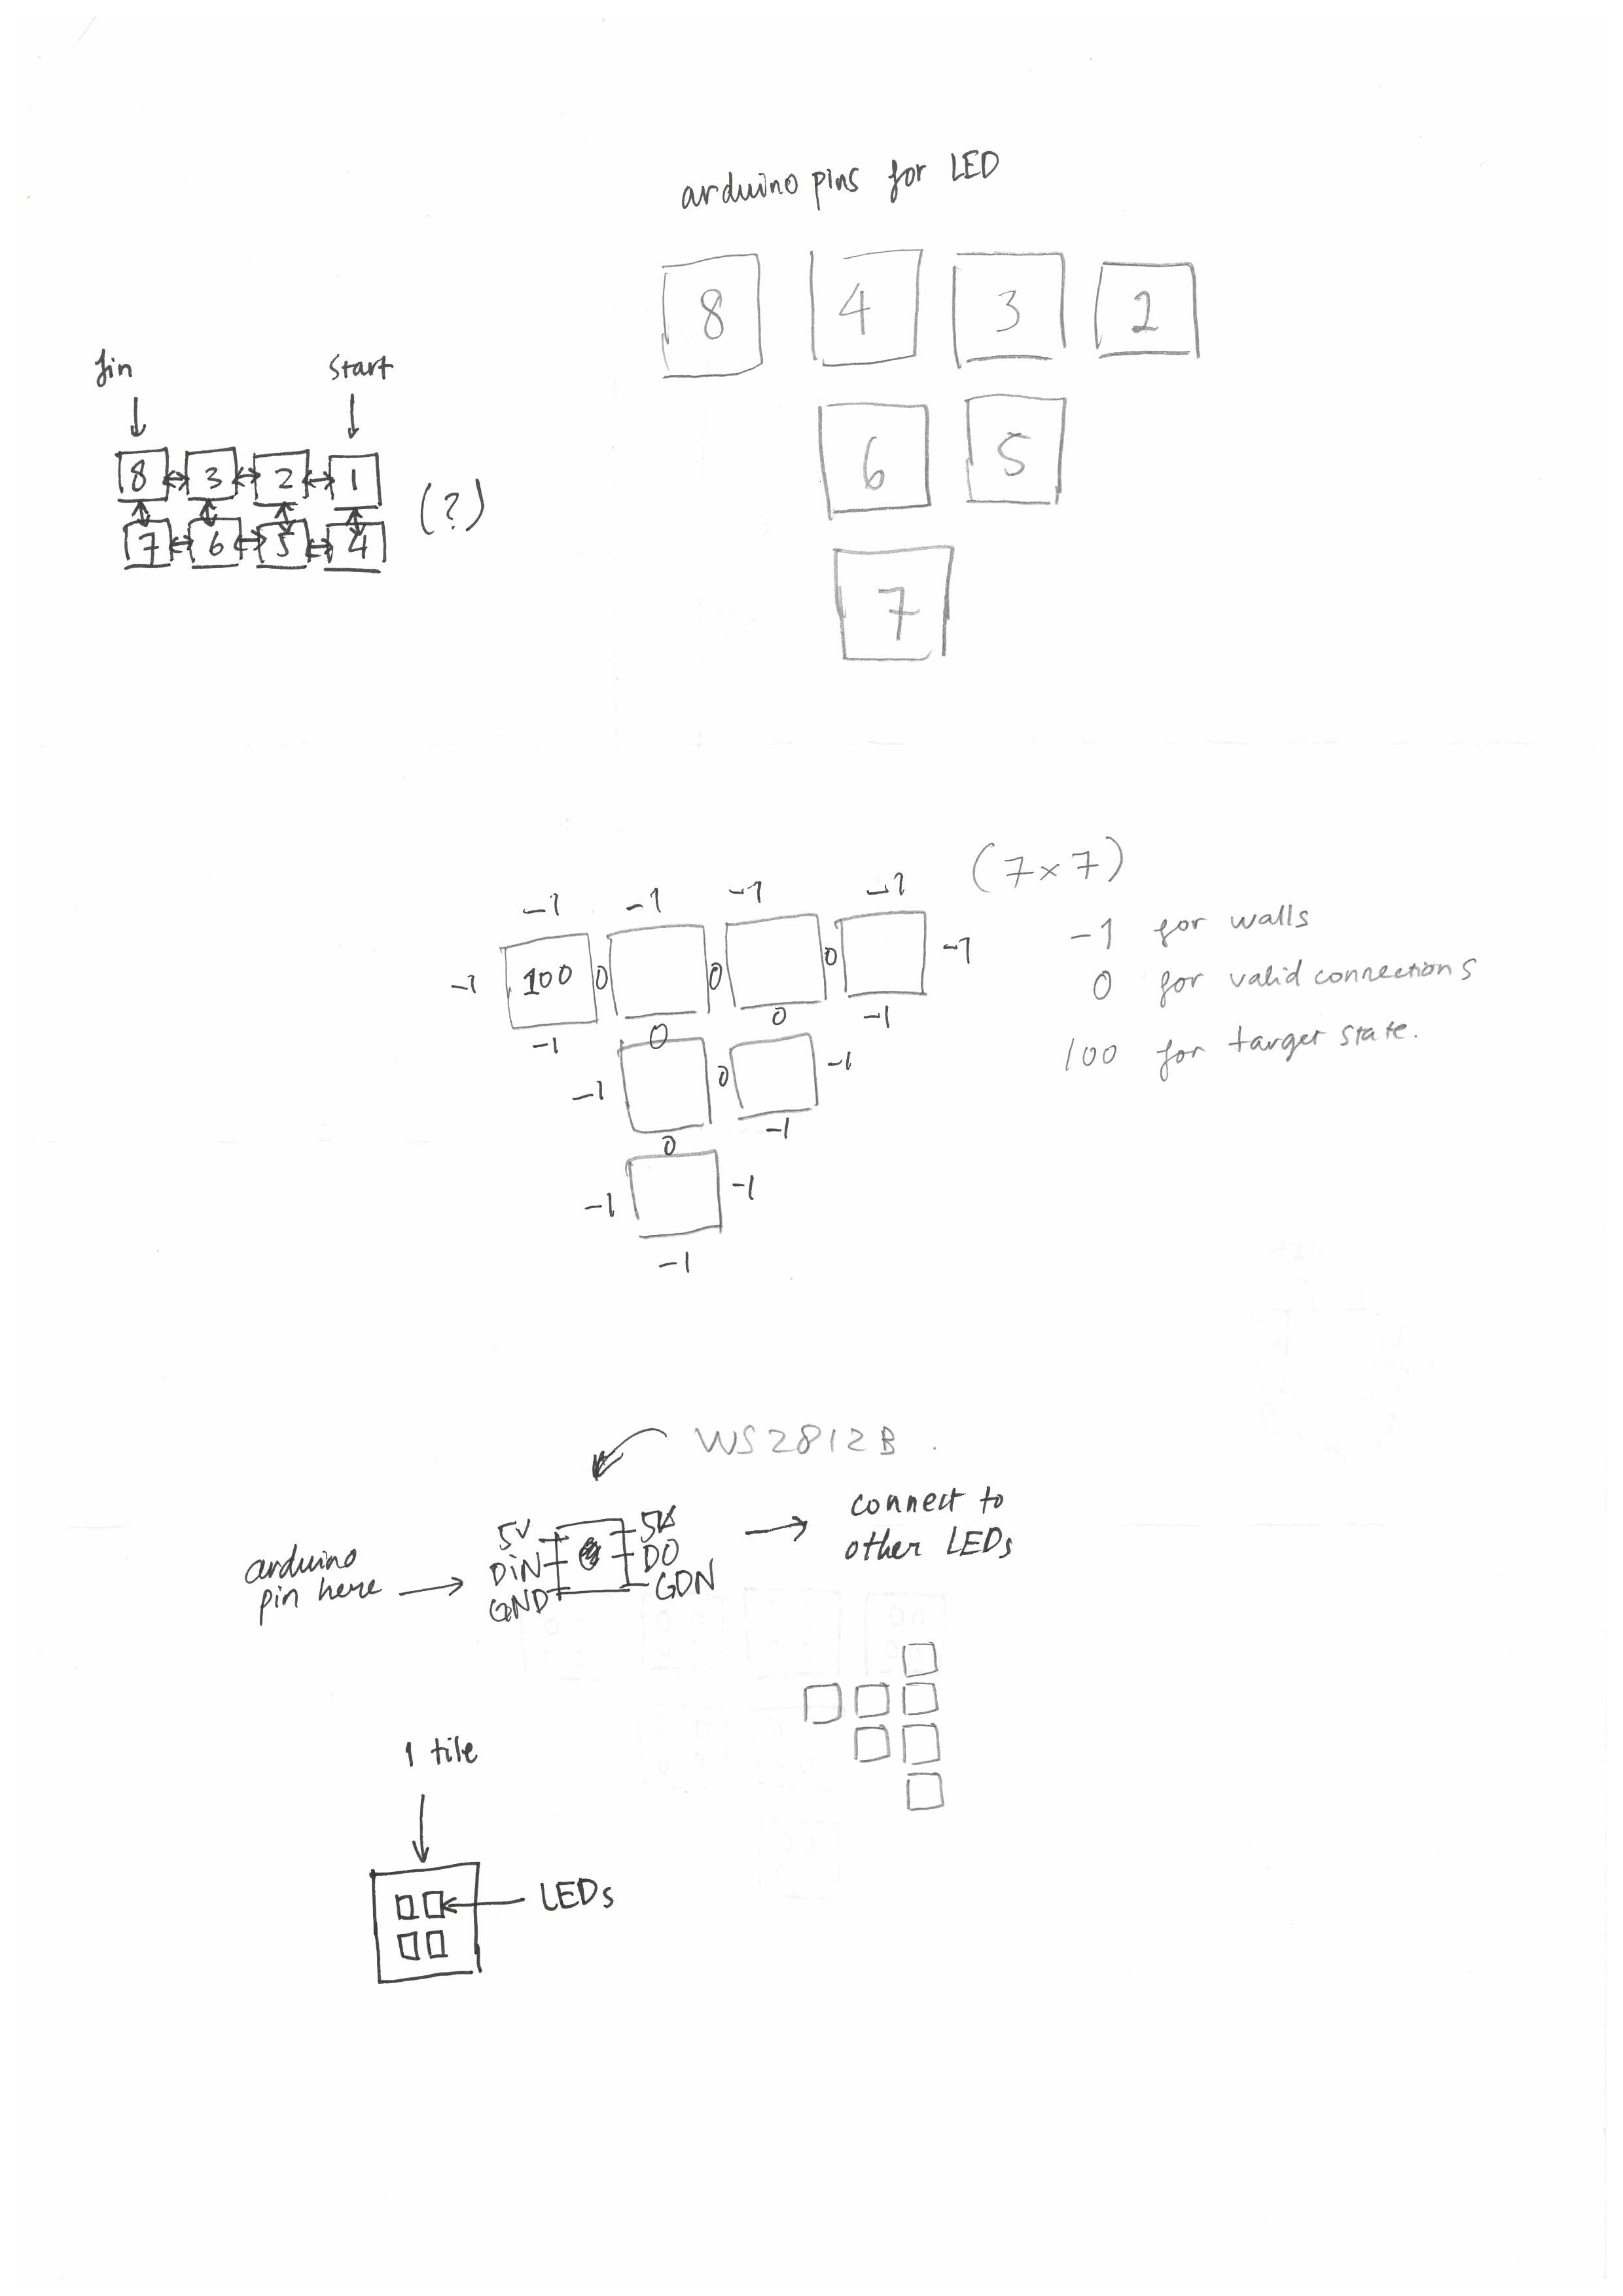 arduino pins for LED
8 4 3 2
6 5
7
fin start
8 3 2 1
(?)
7 6 5 4
(7×7)
-1 -1 -1 -1
-1 100 0 0 0 -1
-1 0 0 -1
-1 0 -1
0 -1
-1 -1
-1
-1 for walls
0 for valid connections
100 for target state.
WS2812B.
arduino
pin here
5V
DiN
GND
5V
DO
GDN
connect to
other LEDs
1 tile
LEDs